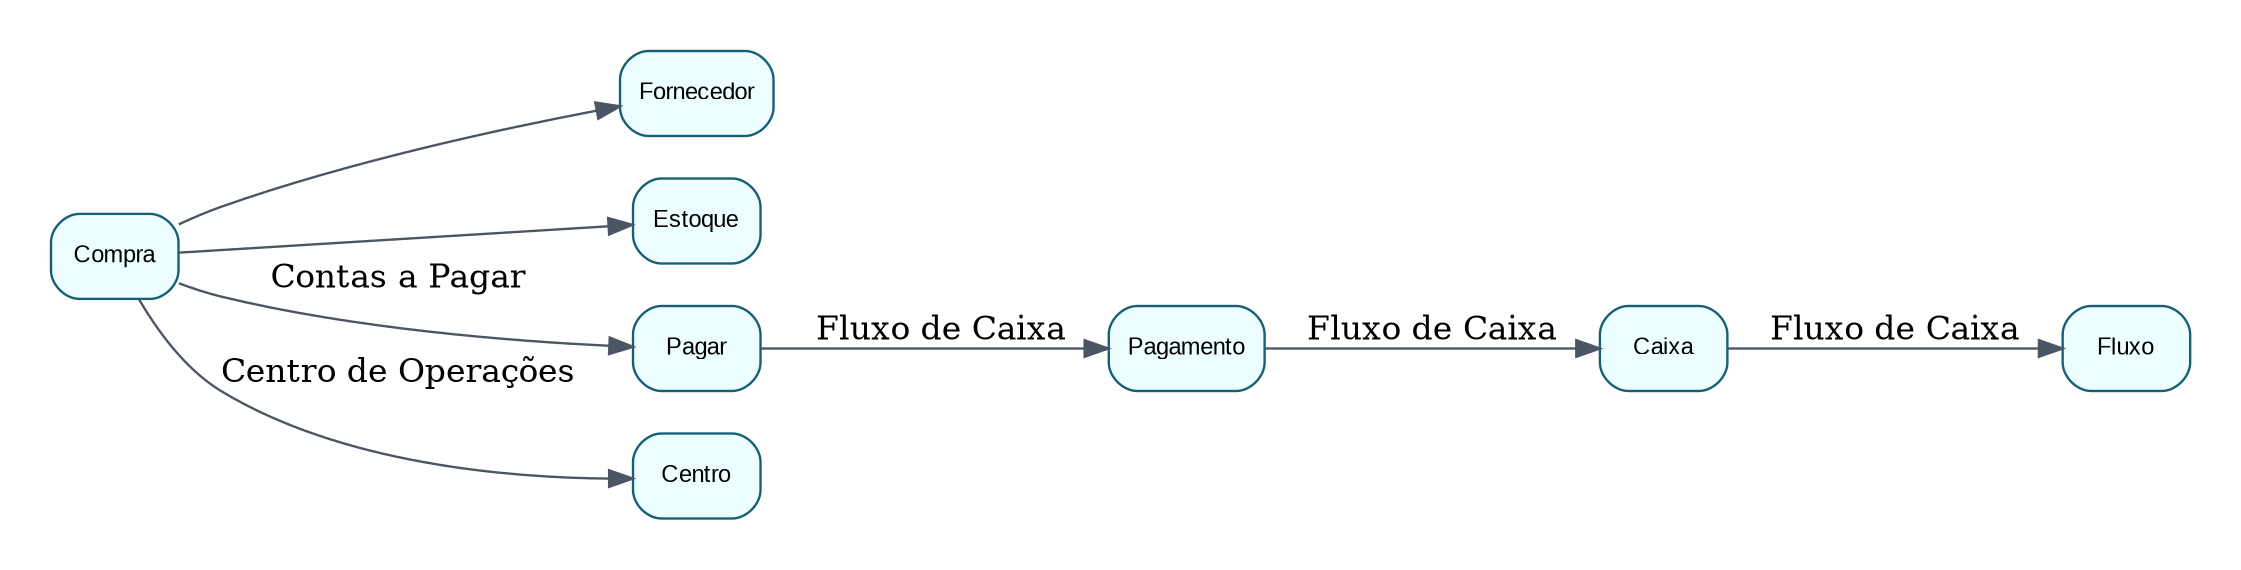 Fornecedor
Estoque
Compra
Contas a Pagar
Pagar
Fluxo de Caixa
Pagamento
Fluxo de Caixa
Caixa
Fluxo de Caixa
Fluxo
Centro de Operações
Centro